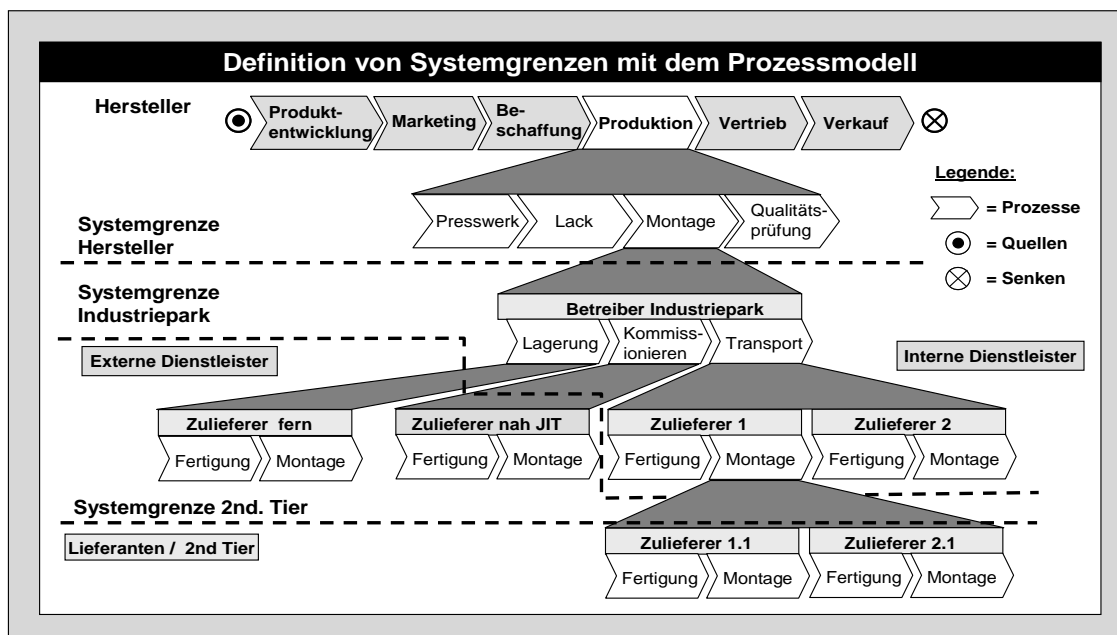 Definition von Systemgrenzen mit dem Prozessmodell
Hersteller
Produkt-
entwicklung
Marketing
Be-
schaffung
Produktion
Vertrieb
Verkauf
Legende:
= Prozesse
= Quellen
= Senken
Presswerk
Lack
Montage
Qualitäts-
prüfung
Systemgrenze
Hersteller
Systemgrenze
Industriepark
Betreiber Industriepark
Lagerung
Kommiss-
ionieren
Transport
Externe Dienstleister
Interne Dienstleister
Zulieferer fern
Zulieferer nah JIT
Zulieferer 1
Zulieferer 2
Fertigung
Montage
Fertigung
Montage
Fertigung
Montage
Fertigung
Montage
Systemgrenze 2nd. Tier
Lieferanten / 2nd Tier
Zulieferer 1.1
Zulieferer 2.1
Fertigung
Montage
Fertigung
Montage